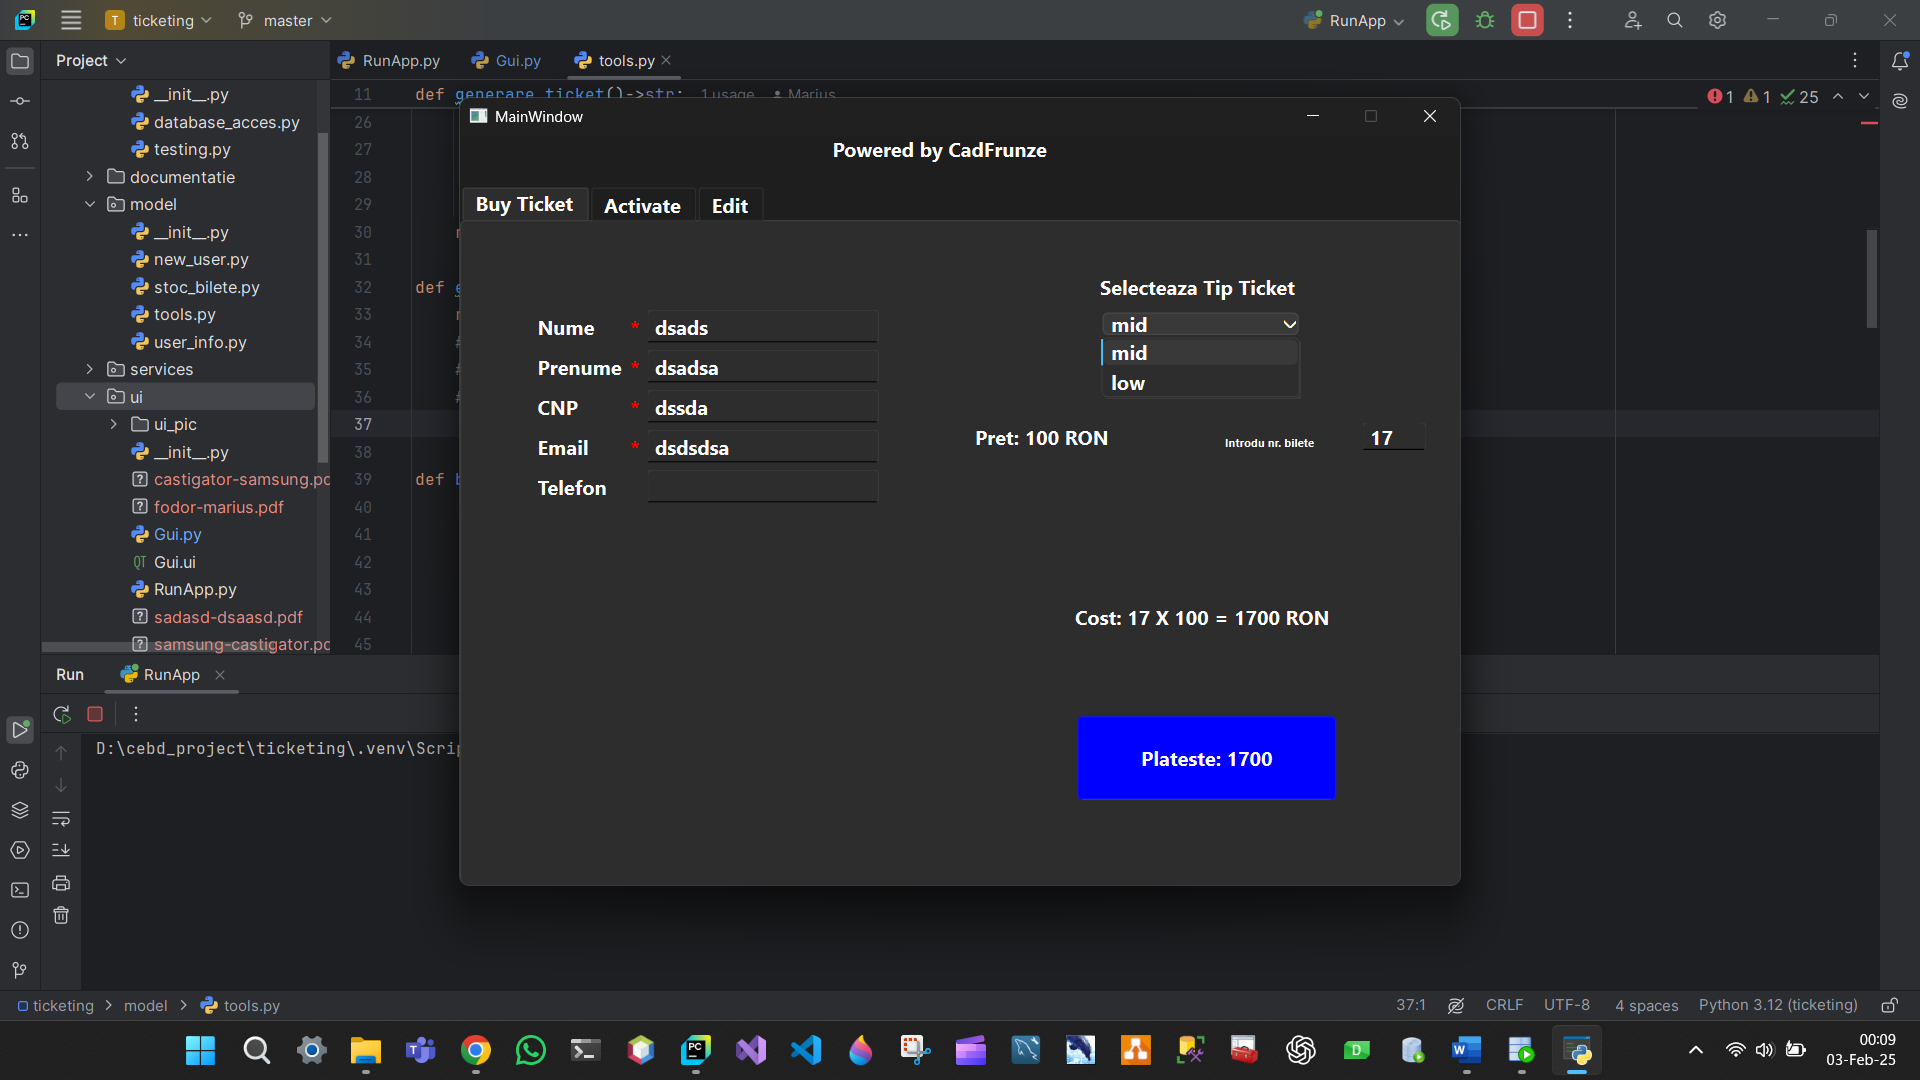 T ticketing master RunApp
Project
RunApp.py Gui.py tools.py
11 def generare_ticket()->str: 1 usage Marius
1 1 25
MainWindow
Powered by CadFrunze
Buy Ticket Activate Edit
Selecteaza Tip Ticket
mid
mid
low
Nume * dsads
Prenume * dsadsa
CNP * dssda
Email * dsdsdsa
Telefon
Pret: 100 RON Introdu nr. bilete 17
Cost: 17 X 100 = 1700 RON
Plateste: 1700
__init__.py
database_acces.py
testing.py
documentatie
model
__init__.py
new_user.py
stoc_bilete.py
tools.py
user_info.py
services
ui
ui_pic
__init__.py
castigator-samsung.pd
fodor-marius.pdf
Gui.py
QT Gui.ui
RunApp.py
sadasd-dsaasd.pdf
samsung-castigator.pd
26
27
28
29
30
31
32 def
33
34 #
35 #
36 #
37
38
39 def
40
41
42
43
44
45
Run RunApp
D:\cebd_project\ticketing\.venv\Scrip
ticketing > model > tools.py
37:1 CRLF UTF-8 4 spaces Python 3.12 (ticketing)
00:09
03-Feb-25